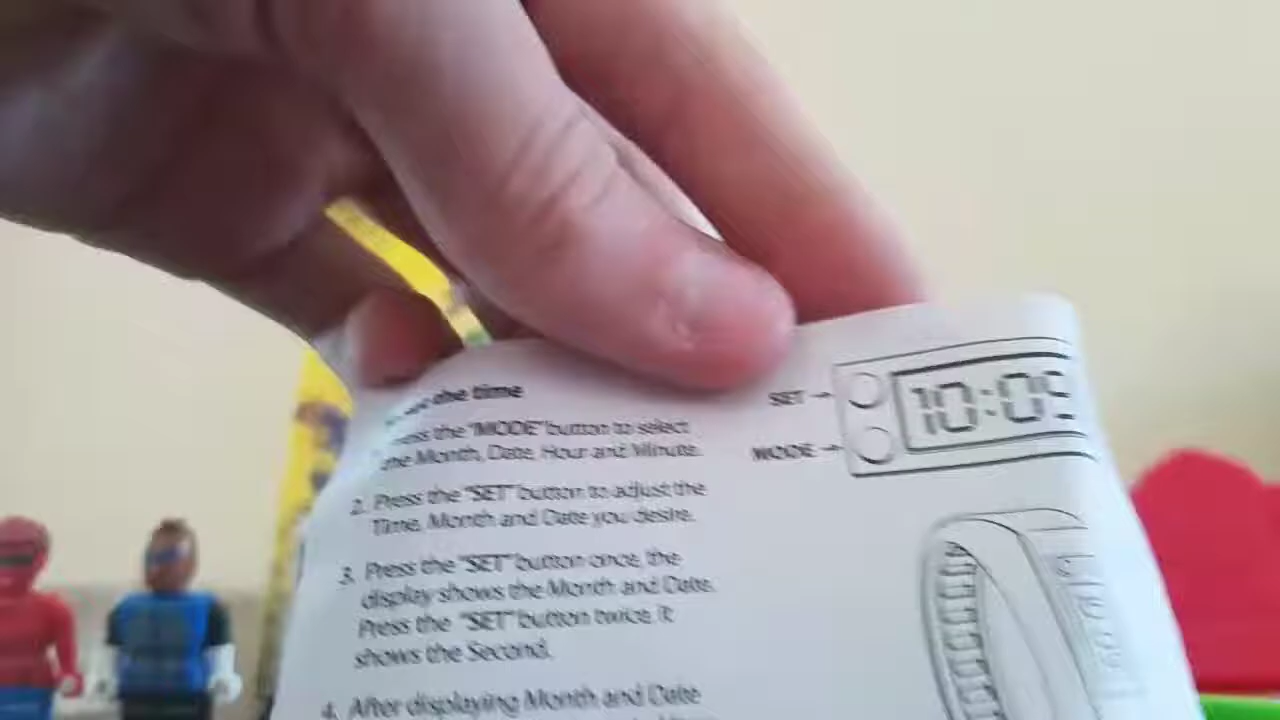 the time
the "MODE" button to select
the Month, Date, Hour and Minute.
2. Press the "SET" button to adjust the
Time, Month and Date you desire.
3. Press the "SET" button once, the
display shows the Month and Date.
Press the "SET" button twice, it
shows the Second.
4. After displaying Month and Date
SET
MODE
10:0